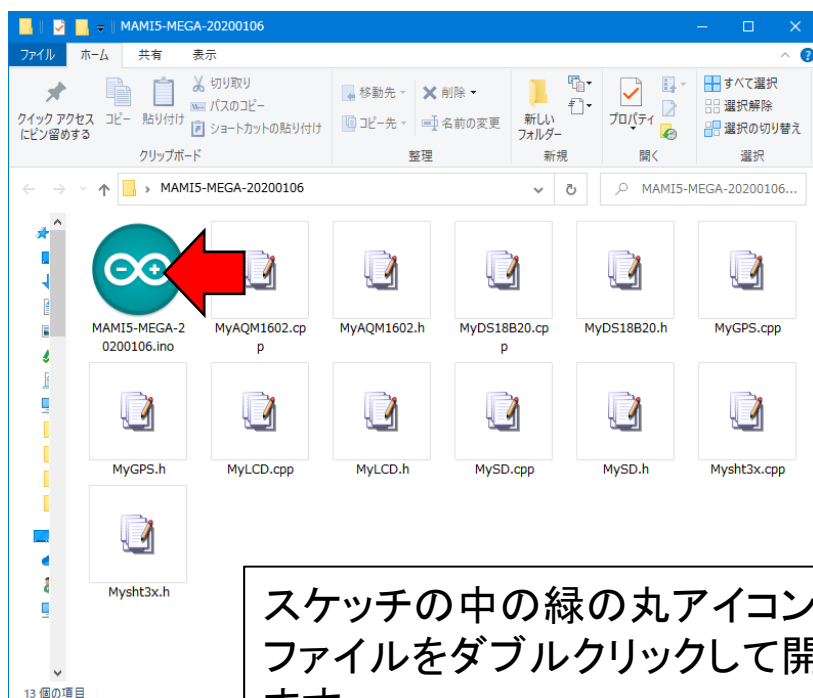 MAMI5-MEGA-20200106
ファイル ホーム 共有 表示
クイック アクセス
にピン留めする
コピー
貼り付け
切り取り
パスのコピー
ショートカットの貼り付け
クリップボード
移動先
コピー先
削除
名前の変更
整理
新しい
フォルダー
新規
プロパティ
開く
すべて選択
選択解除
選択の切り替え
選択
MAMI5-MEGA-20200106
MAMI5-MEGA-20200106...
MAMI5-MEGA-2
0200106.ino
MyAQM1602.cp
p
MyAQM1602.h
MyDS18B20.cp
p
MyDS18B20.h
MyGPS.cpp
MyGPS.h
MyLCD.cpp
MyLCD.h
MySD.cpp
MySD.h
Mysht3x.cpp
Mysht3x.h
スケッチの中の緑の丸アイコン
ファイルをダブルクリックして開
ます
13 個の項目